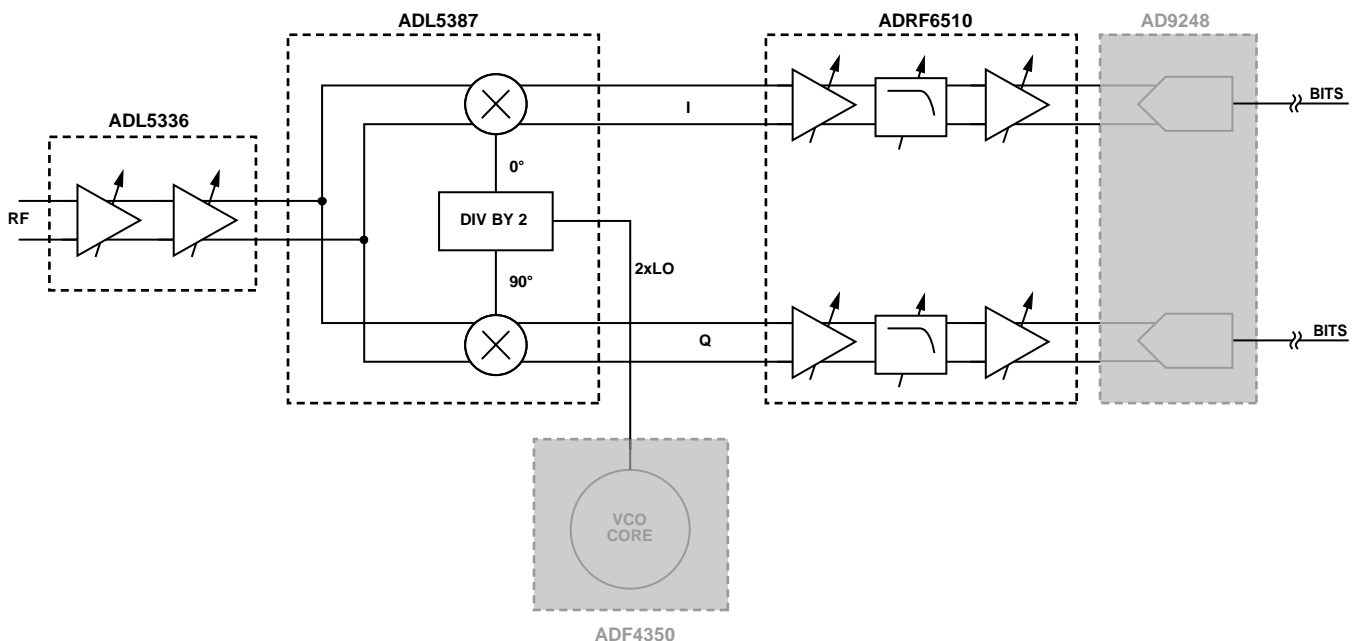 ADL5387
ADRF6510
AD9248
BITS
I
ADL5336
0°
RF
DIV BY 2
2xLO
90°
Q
BITS
VCO
CORE
ADF4350